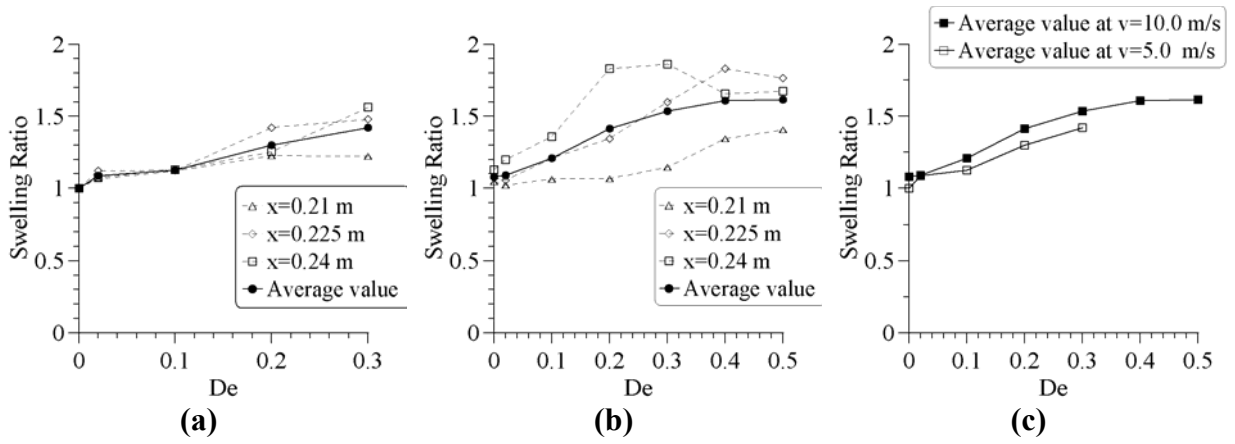 2
1.5
1
0.5
0
Swelling Ratio
0 0.1 0.2 0.3
De
x=0.21 m
x=0.225 m
x=0.24 m
Average value
(a)
2
1.5
1
0.5
0
Swelling Ratio
0 0.1 0.2 0.3 0.4 0.5
De
x=0.21 m
x=0.225 m
x=0.24 m
Average value
(b)
Average value at v=10.0 m/s
Average value at v=5.0 m/s
2
1.5
1
0.5
0
Swelling Ratio
0 0.1 0.2 0.3 0.4 0.5
De
(c)